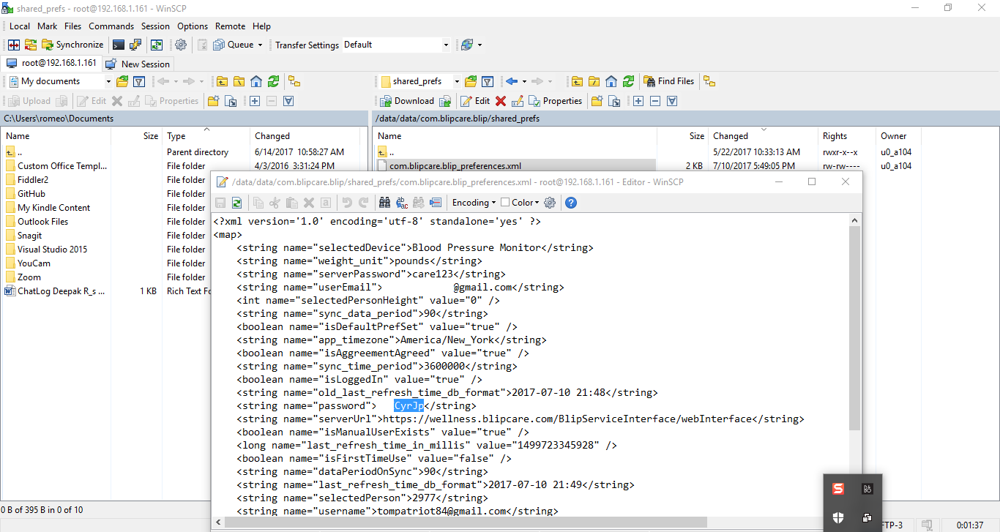 shared_prefs - root@192.168.1.161 - WinSCP
Local Mark Files Commands Session Options Remote Help
Synchronize Queue Transfer Settings Default
root@192.168.1.161 New Session
My documents shared_prefs Find Files
Upload Edit Properties Download Edit Properties
C:\Users\romeo\Documents /data/data/com.blipcare.blip/shared_prefs
Name Size Type Changed Name Size Changed Rights Owner
.. Parent directory 6/14/2017 10:58:27 AM .. 5/22/2017 10:33:13 AM rwxr-x--x u0_a104
Custom Office Templ... File folder 4/3/2016 3:31:24 PM com.blipcare.blip_preferences.xml 2 KB 7/10/2017 5:49:05 PM rw-rw---- u0_a104
Fiddler2 File folder
GitHub File folder
My Kindle Content File folder
Outlook Files File folder
Snagit File folder
Visual Studio 2015 File folder
YouCam File folder
Zoom File folder
ChatLog Deepak R_s ... 1 KB Rich Text Fo
/data/data/com.blipcare.blip/shared_prefs/com.blipcare.blip_preferences.xml - root@192.168.1.161 - Editor - WinSCP
Encoding Color
<?xml version='1.0' encoding='utf-8' standalone='yes' ?>
<map>
<string name="selectedDevice">Blood Pressure Monitor</string>
<string name="weight_unit">pounds</string>
<string name="serverPassword">care123</string>
<string name="userEmail"> @gmail.com</string>
<int name="selectedPersonHeight" value="0" />
<string name="sync_data_period">90</string>
<boolean name="isDefaultPrefSet" value="true" />
<string name="app_timezone">America/New_York</string>
<boolean name="isAggreementAgreed" value="true" />
<string name="sync_time_period">3600000</string>
<boolean name="isLoggedIn" value="true" />
<string name="old_last_refresh_time_db_format">2017-07-10 21:48</string>
<string name="password"> CyrJp</string>
<string name="serverUrl">https://wellness.blipcare.com/BlipServiceInterface/webInterface</string>
<boolean name="isManualUserExists" value="true" />
<long name="last_refresh_time_in_millis" value="1499723345928" />
<boolean name="isFirstTimeUse" value="false" />
<string name="dataPeriodOnSync">90</string>
<string name="last_refresh_time_db_format">2017-07-10 21:49</string>
<string name="selectedPerson">2977</string>
<string name="username">tompatriot84@gmail.com</string>
0 B of 395 B in 0 of 10
FTP-3 0:01:37